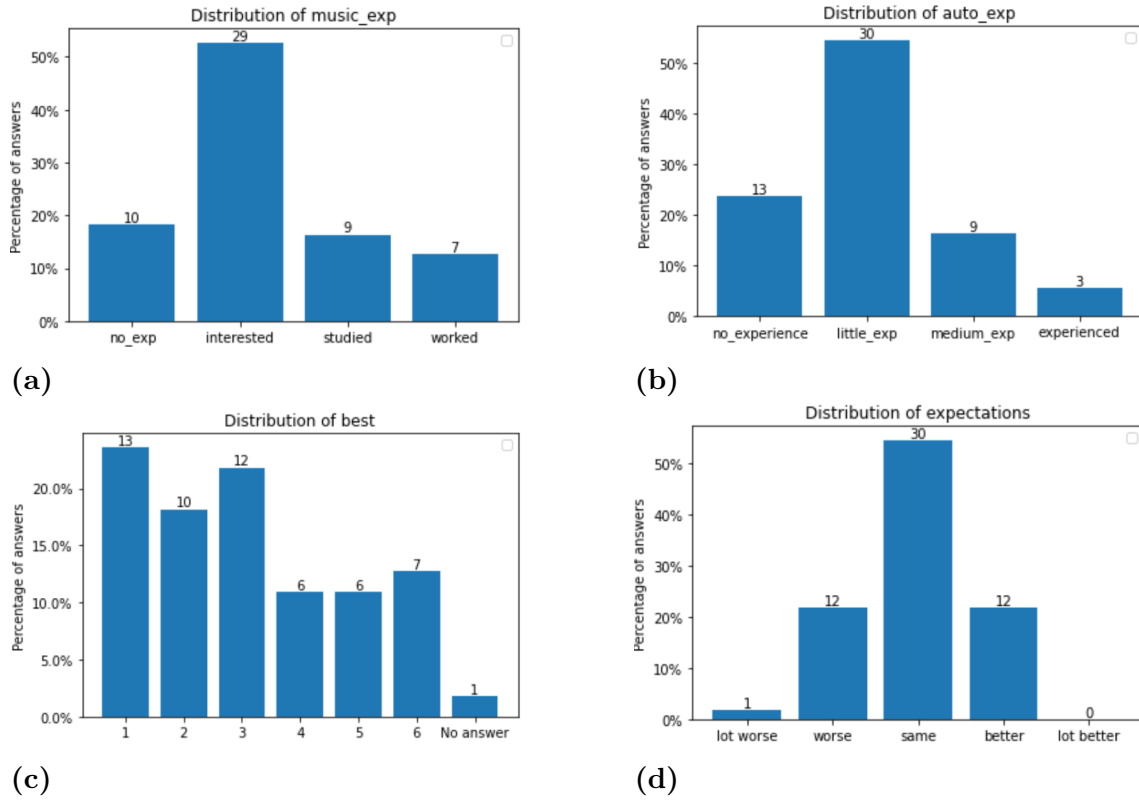 Distribution of music_exp
Percentage of answers
50%
40%
30%
20%
10%
0%
10
29
9
7
no_exp interested studied worked
(a)
Distribution of auto_exp
Percentage of answers
50%
40%
30%
20%
10%
0%
13
30
9
3
no_experience little_exp medium_exp experienced
(b)
Distribution of best
Percentage of answers
20.0%
15.0%
10.0%
5.0%
0.0%
13
10
12
6
6
7
1
1 2 3 4 5 6 No answer
(c)
Distribution of expectations
Percentage of answers
50%
40%
30%
20%
10%
0%
1
12
30
12
0
lot worse worse same better lot better
(d)